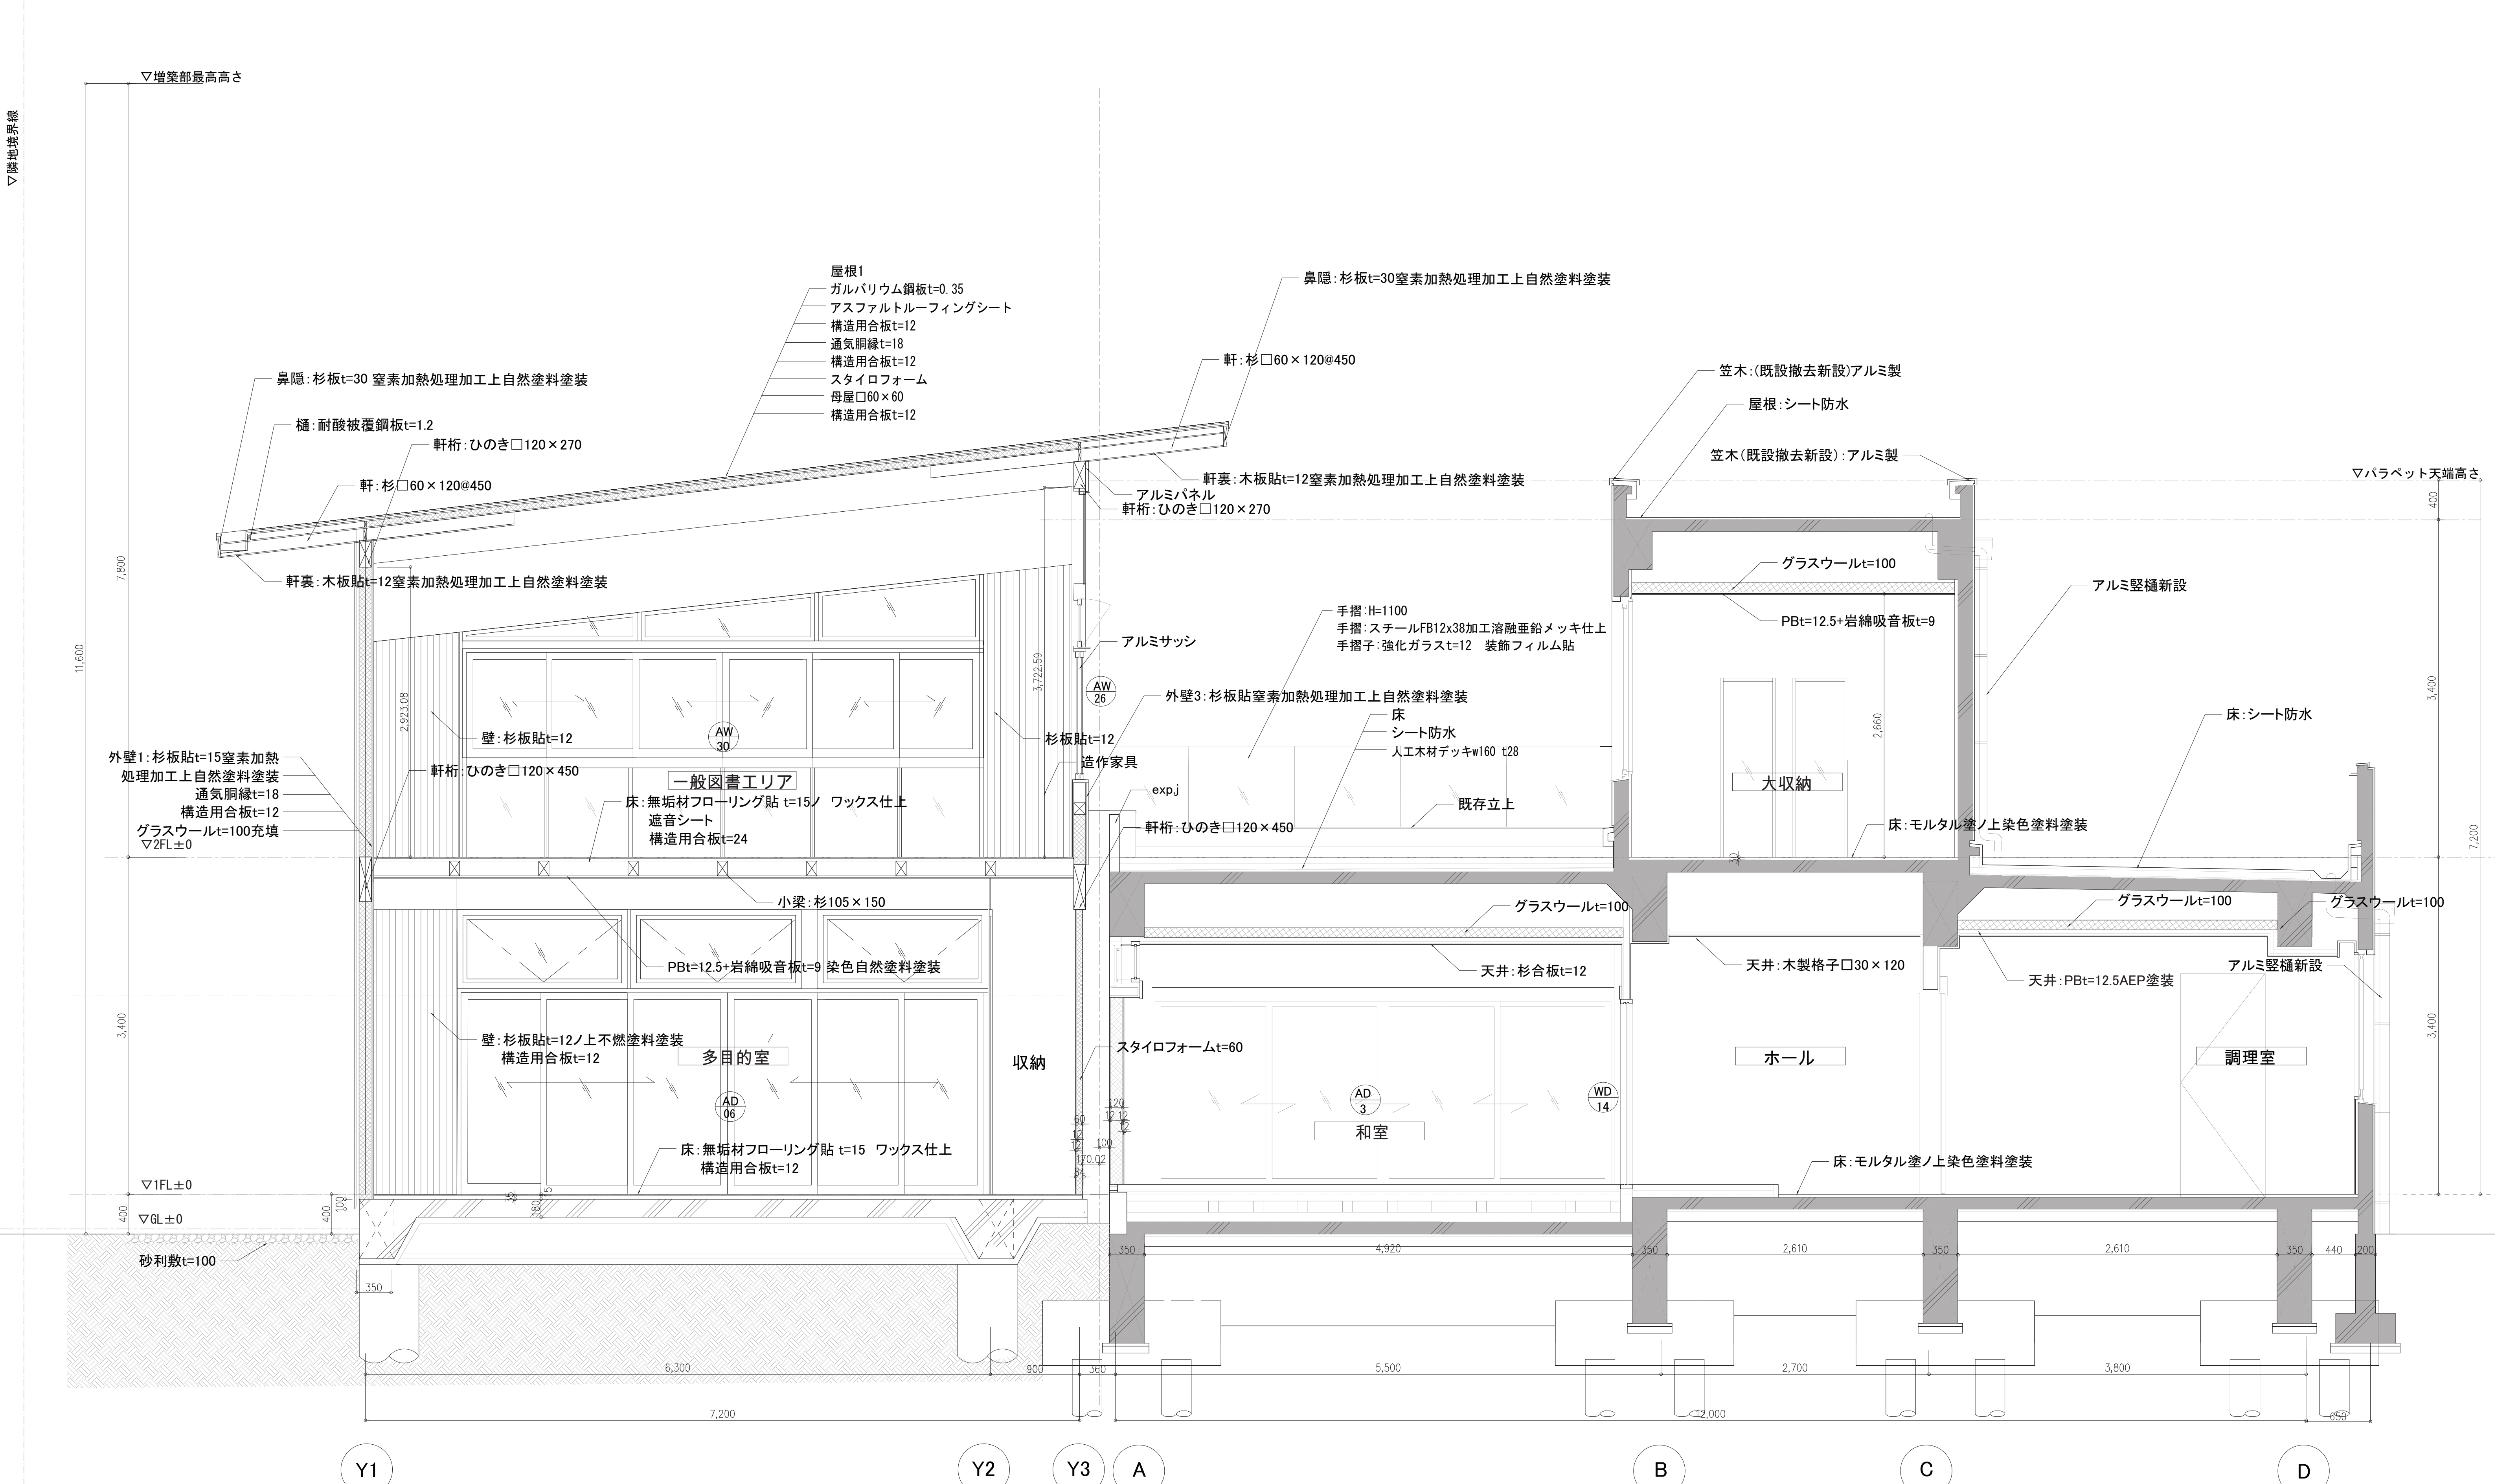 ▽隣地境界線
▽増築部最高高さ
屋根1
ガルバリウム鋼板t=0.35
アスファルトルーフィングシート
構造用合板t=12
通気胴縁t=18
構造用合板t=12
スタイロフォーム
母屋口60×60
構造用合板t=12
鼻隠:杉板t=30窒素加熱処理加工上自然塗料塗装
軒:杉□60×120@450
鼻隠:杉板t=30 窒素加熱処理加工上自然塗料塗装
樋:耐酸被覆鋼板t=1.2
軒桁:ひのき□120×270
軒:杉□60×120@450
軒裏:木板貼t=12窒素加熱処理加工上自然塗料塗装
軒裏:木板貼t=12窒素加熱処理加工上自然塗料塗装
アルミパネル
軒桁:ひのき□120×270
笠木:(既設撤去新設)アルミ製
屋根:シート防水
笠木(既設撤去新設):アルミ製
▽パラペット天端高さ
400
7,800
11,600
グラスウールt=100
アルミ竪樋新設
PBt=12.5+岩綿吸音板t=9
手摺:H=1100
手摺:スチールFB12x38加工溶融亜鉛メッキ仕上
手摺子:強化ガラスt=12 装飾フィルム貼
アルミサッシ
AW
26
3,722.59
2,923.08
外壁3:杉板貼窒素加熱処理加工上自然塗料塗装
床
シート防水
人工木材デッキw160 t28
2,660
3,400
床:シート防水
壁:杉板貼t=12
AW
30
杉板貼t=12
造作家具
外壁1:杉板貼t=15窒素加熱
処理加工上自然塗料塗装
通気胴縁t=18
構造用合板t=12
グラスウールt=100充填
軒桁:ひのき□120×450
一般図書エリア
床:無垢材フローリング貼 t=15ノ ワックス仕上
遮音シート
構造用合板t=24
exp.j
既存立上
軒桁:ひのき□120×450
大収納
床:モルタル塗ノ上染色塗料塗装
7,200
30
▽2FL±0
小梁:杉105×150
グラスウールt=100
グラスウールt=100
グラスウールt=100
PBt=12.5+岩綿吸音板t=9 染色自然塗料塗装
天井:杉合板t=12
天井:木製格子口30×120
天井:PBt=12.5AEP塗装
アルミ竪樋新設
3,400
3,400
壁:杉板貼t=12ノ上不燃塗料塗装
構造用合板t=12
多目的室
収納
スタイロフォームt=60
ホール
調理室
AD
06
AD
3
WD
14
和室
120
12
12
12
60
12
12
100
170.02
84
床:無垢材フローリング貼 t=15 ワックス仕上
構造用合板t=12
床:モルタル塗ノ上染色塗料塗装
▽1FL±0
400
400
100
35
15
180
▽GL±0
砂利敷t=100
350
350
4,920
350
2,610
350
2,610
350
440
200
6,300
900
360
5,500
2,700
3,800
7,200
12,000
650
Y1
Y2
Y3
A
B
C
D